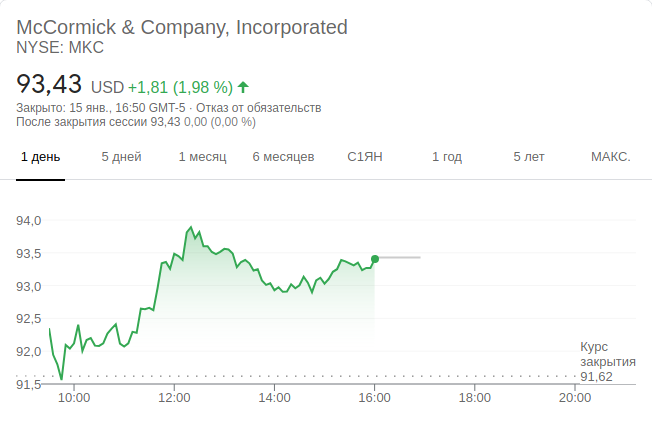 McCormick & Company, Incorporated
NYSE: MKC
93,43 USD +1,81 (1,98 %)
Закрыто: 15 янв., 16:50 GMT-5 · Отказ от обязательств
После закрытия сессии 93,43 0,00 (0,00 %)
1 день 5 дней 1 месяц 6 месяцев С1ЯН 1 год 5 лет МАКС.
94,0
93,5
93,0
92,5
92,0
91,5
Курс
закрытия
91,62
10:00 12:00 14:00 16:00 18:00 20:00